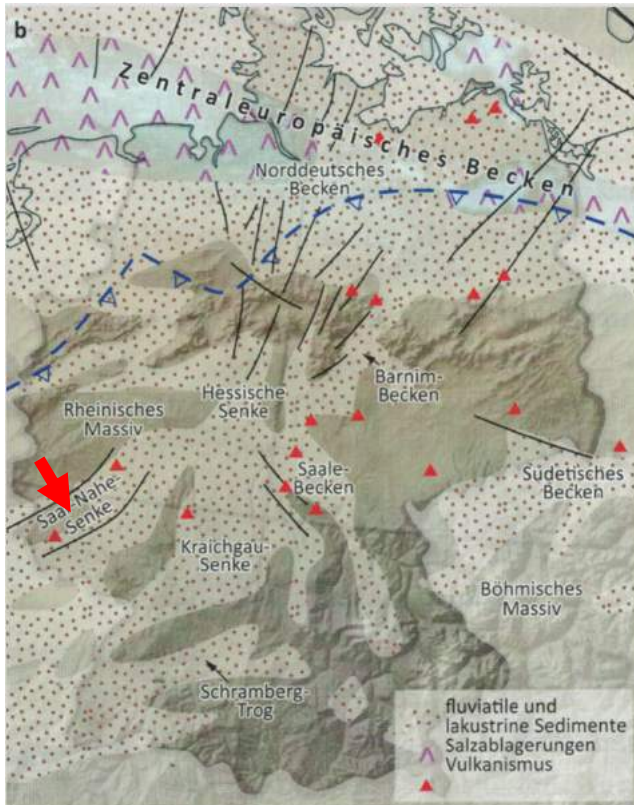 b
Zentraleuropäisches Becken
Norddeutsches
Becken
Rheinisches
Massiv
Hessische
Senke
Barnim-
Becken
Saar-Nahe-
Senke
Saale-
Becken
Sudetisches
Becken
Kraichgau-
Senke
Böhmisches
Massiv
Schramberg-
Trog
fluviatile und
lakustrine Sedimente
Salzablagerungen
Vulkanismus